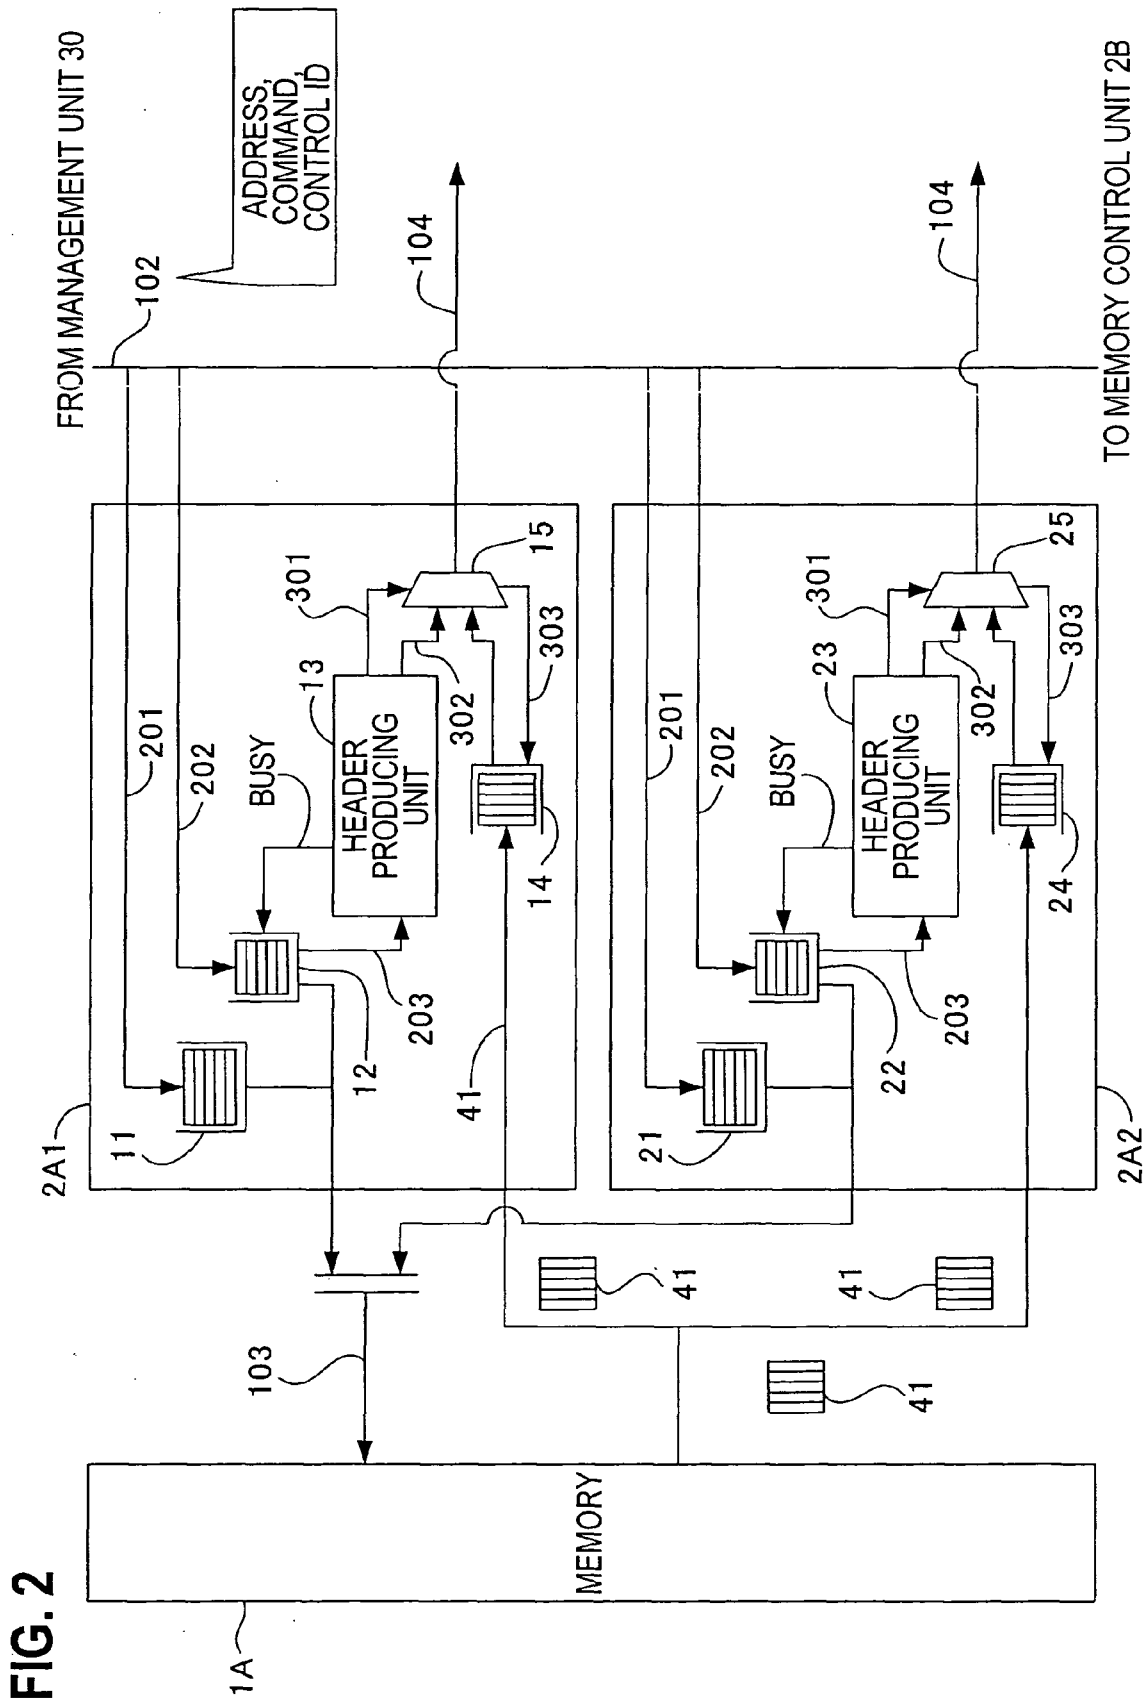 FIG. 2
FROM MANAGEMENT UNIT 30
ADDRESS,
COMMAND,
CONTROL ID
102
2A1
11
201
202
BUSY
12
203
13
HEADER
PRODUCING
UNIT
301
302
303
15
14
41
104
103
1A
MEMORY
41
41
41
21
201
202
BUSY
22
203
23
HEADER
PRODUCING
UNIT
301
302
303
25
24
104
2A2
TO MEMORY CONTROL UNIT 2B